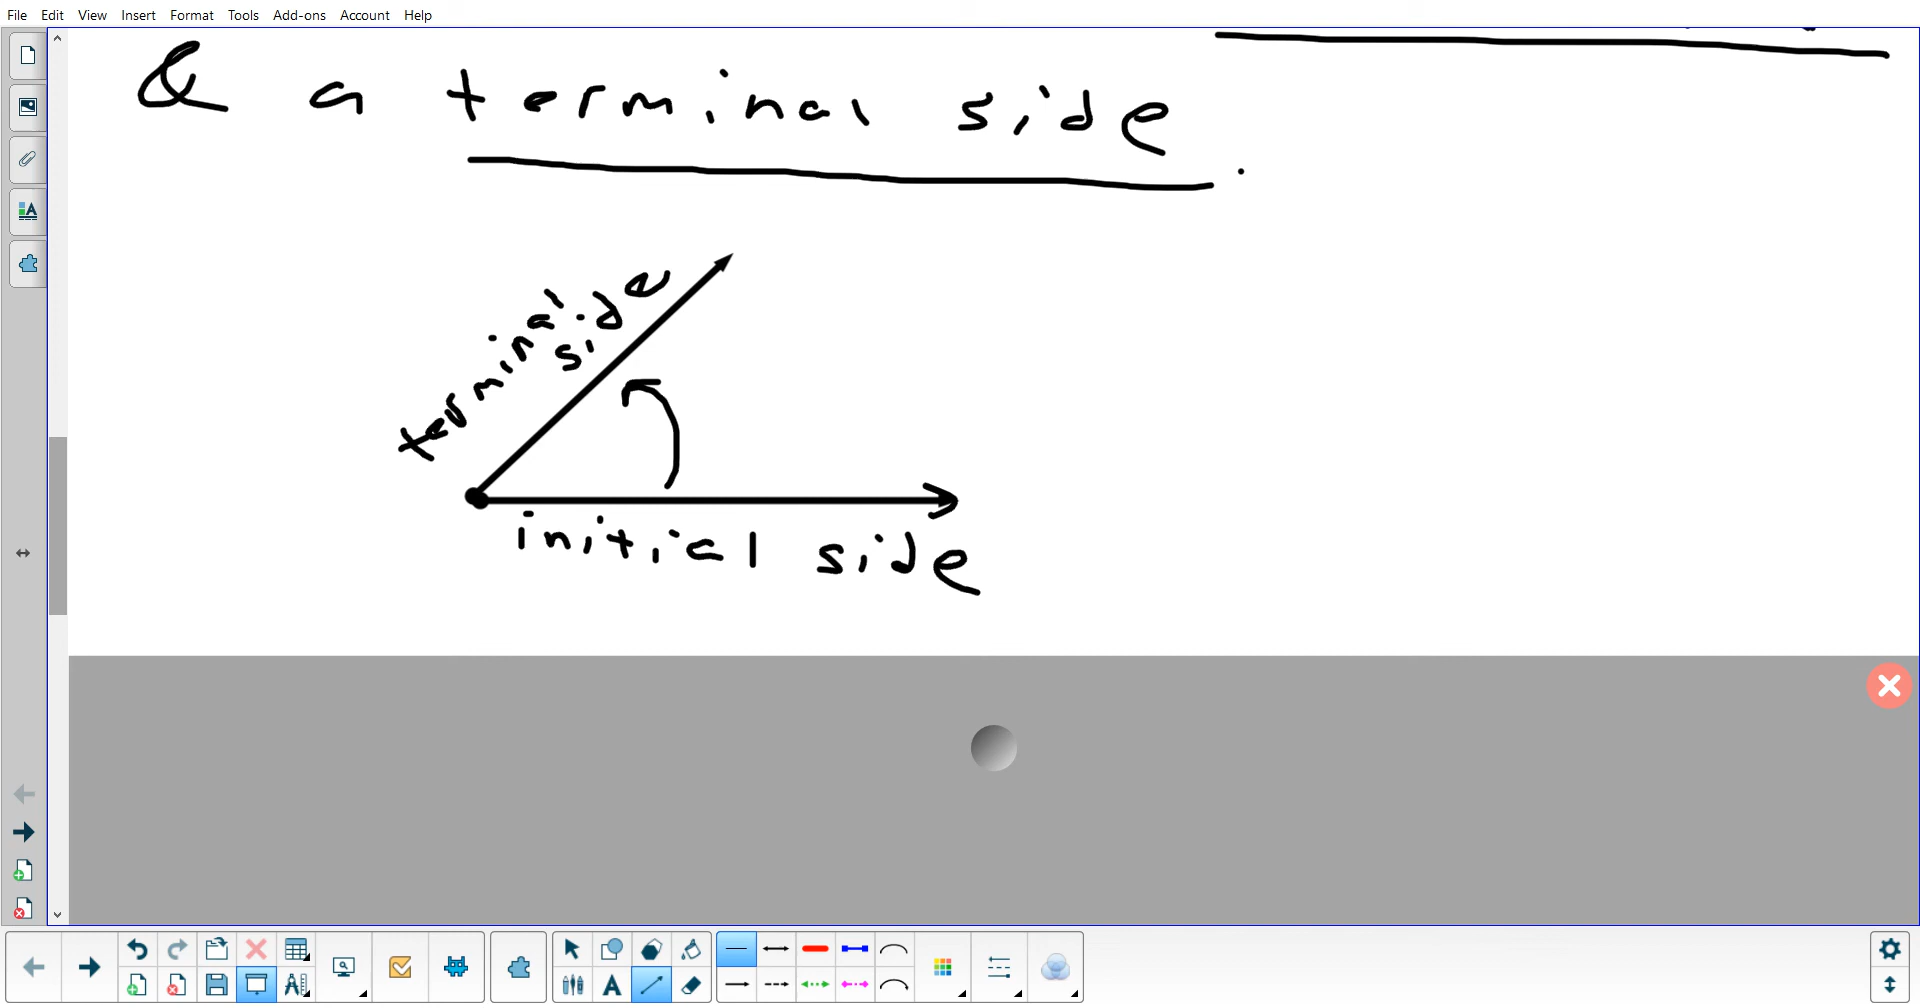 File Edit View Insert Format Tools Add-ons Account Help
& a terminal side.
terminal
side
initial side